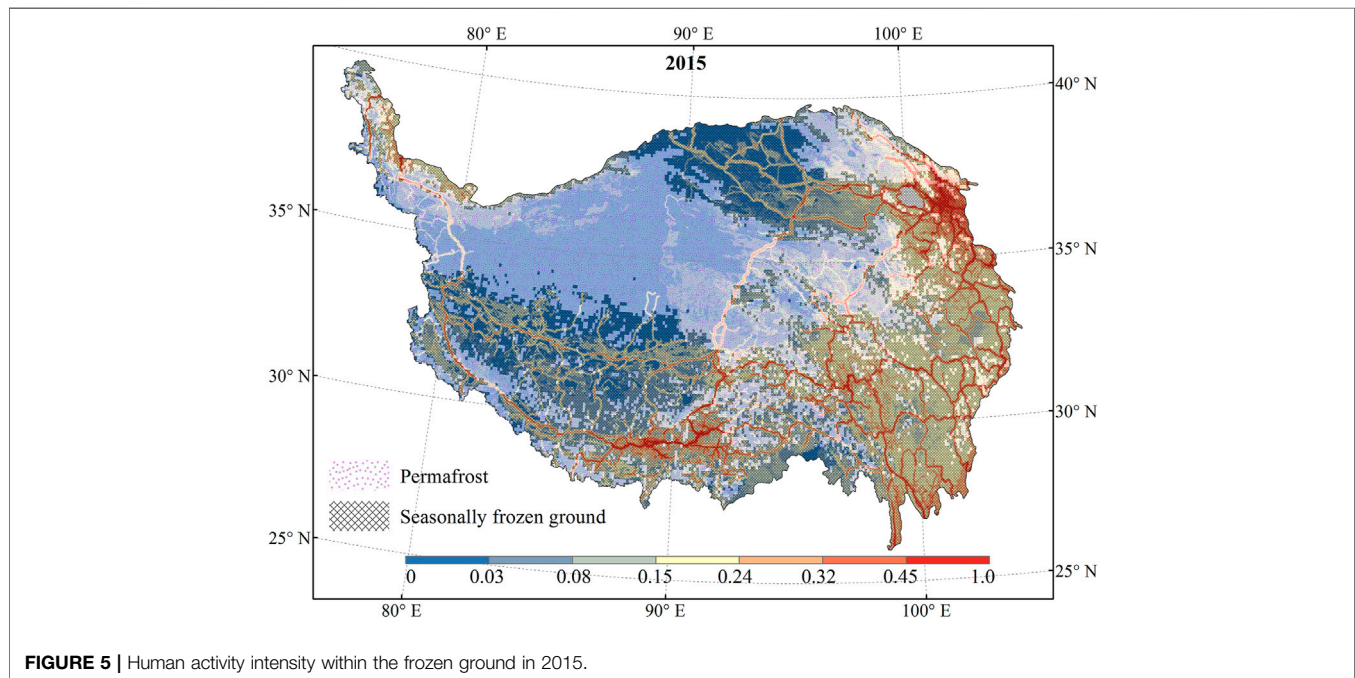 80° E 90° E 100° E
2015
40° N
35° N
35° N
30° N
30° N
Permafrost
Seasonally frozen ground
25° N
25° N
0 0.03 0.08 0.15 0.24 0.32 0.45 1.0
80° E 90° E 100° E
FIGURE 5 | Human activity intensity within the frozen ground in 2015.